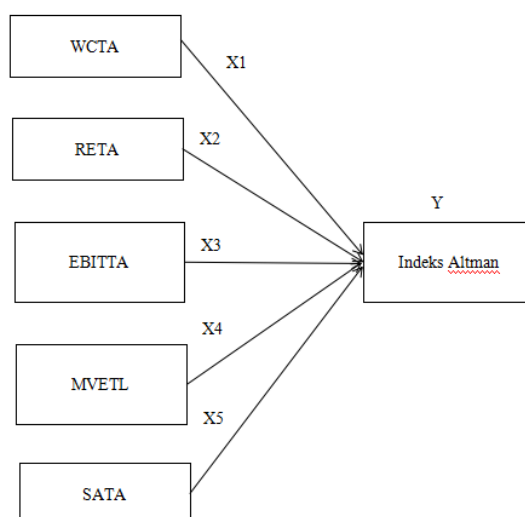 WCTA
X1
RETA
X2
Y
EBITTA
X3
Indeks Altman
X4
MVETL
X5
SATA